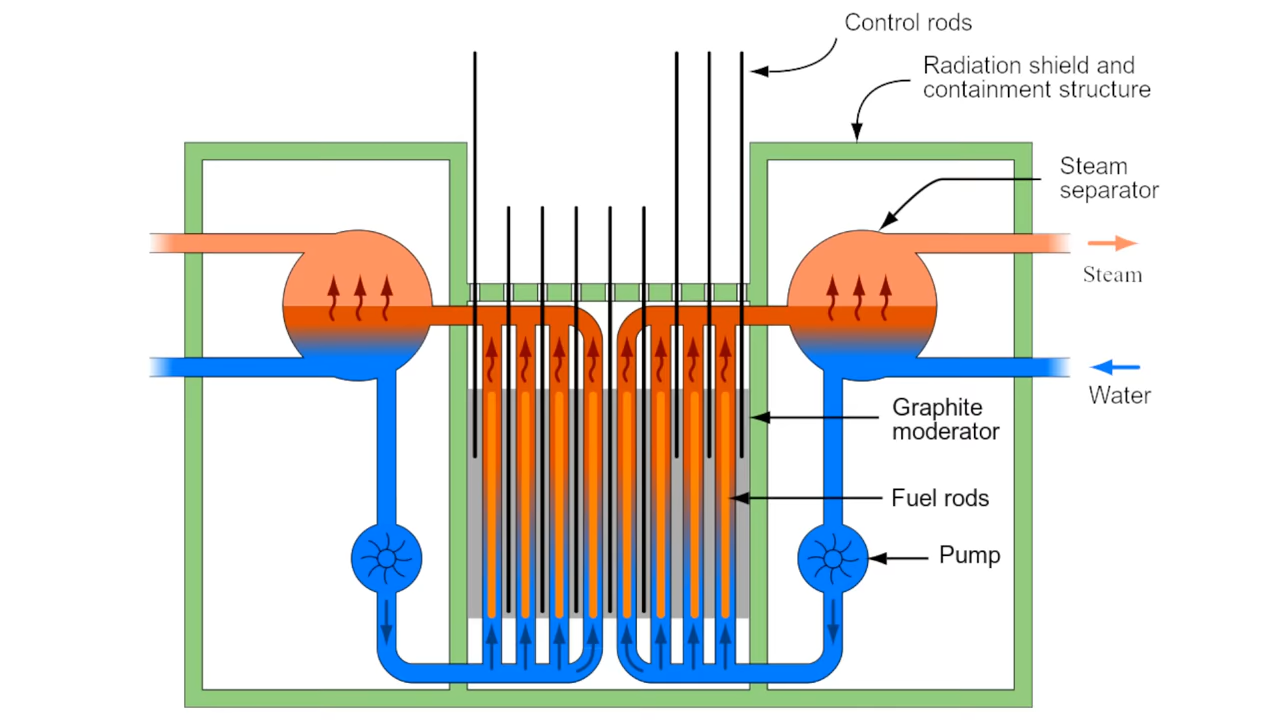 Control rods
Radiation shield and
containment structure
Steam
separator
Steam
Water
Graphite
moderator
Fuel rods
Pump